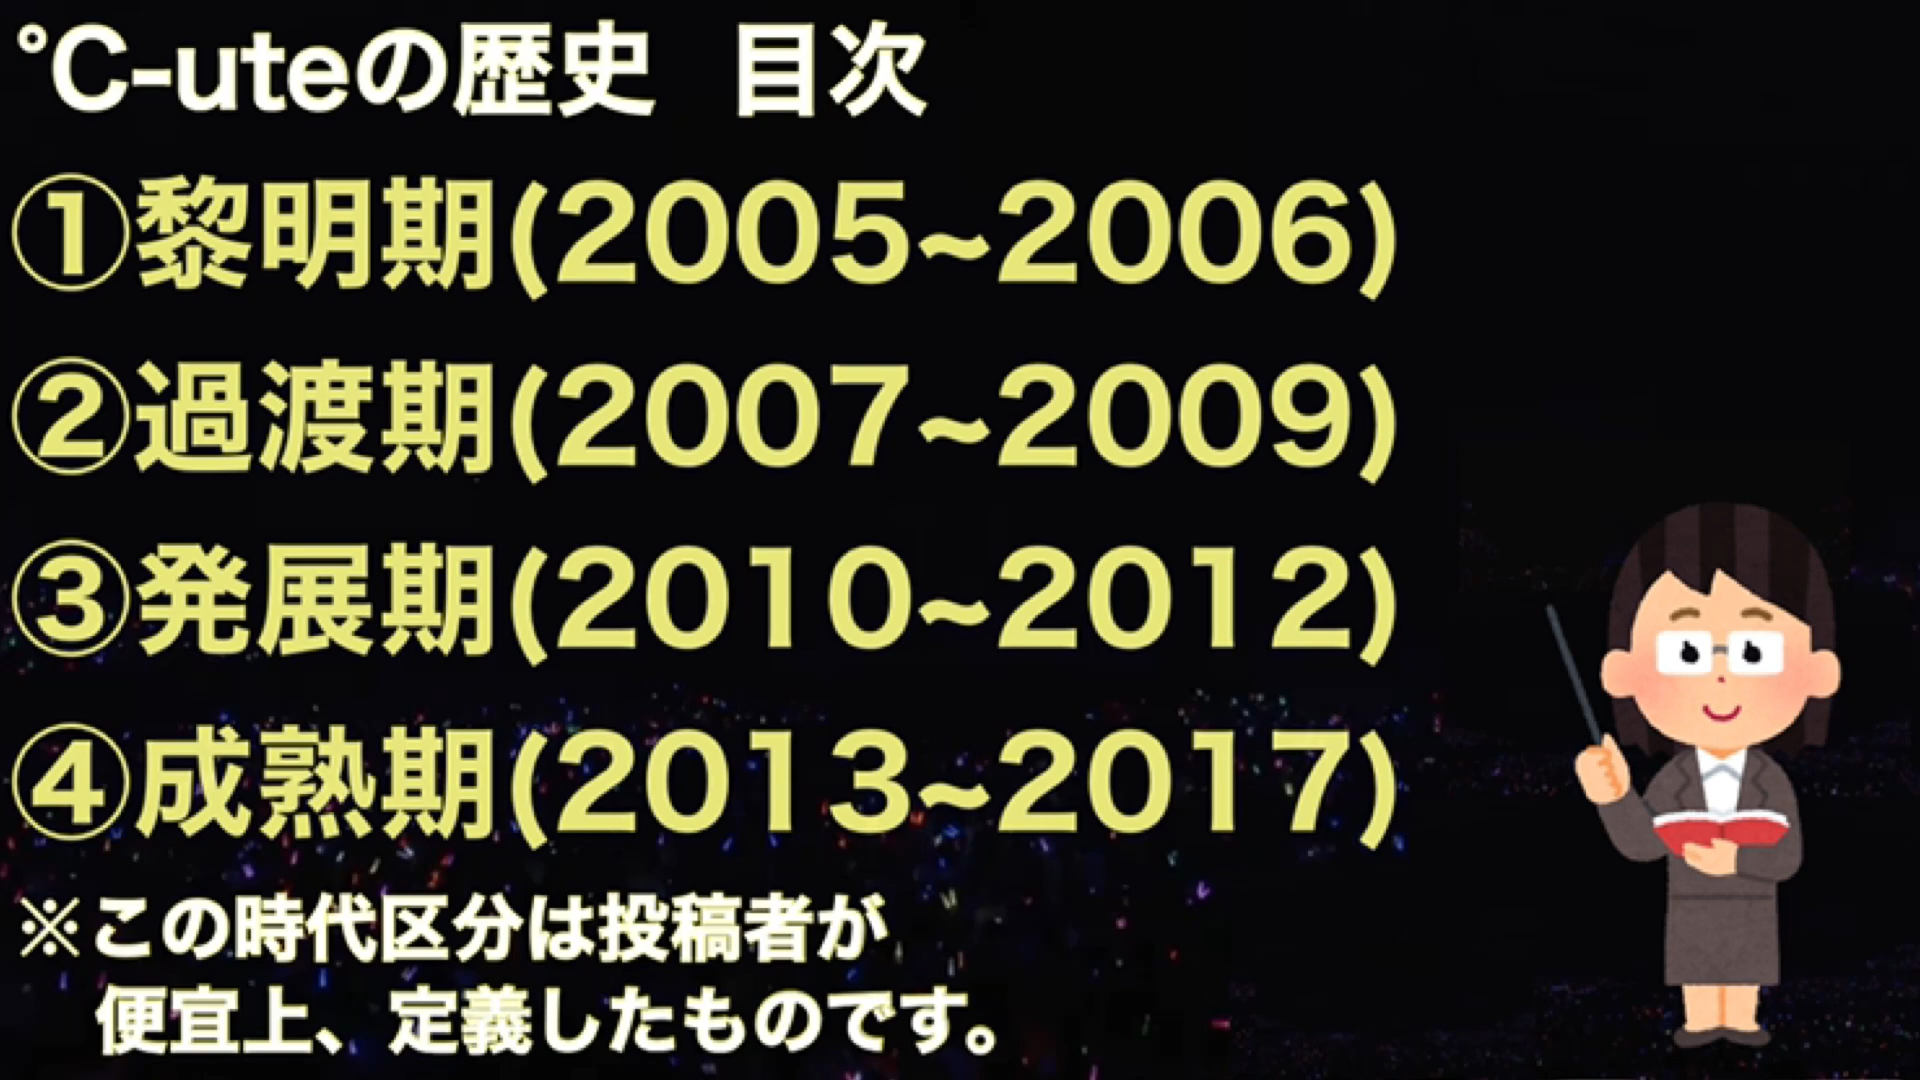 ℃-uteの歴史 目次
①黎明期(2005~2006)
②過渡期(2007~2009)
③発展期(2010~2012)
④成熟期(2013~2017)
※この時代区分は投稿者が
便宜上、定義したものです。